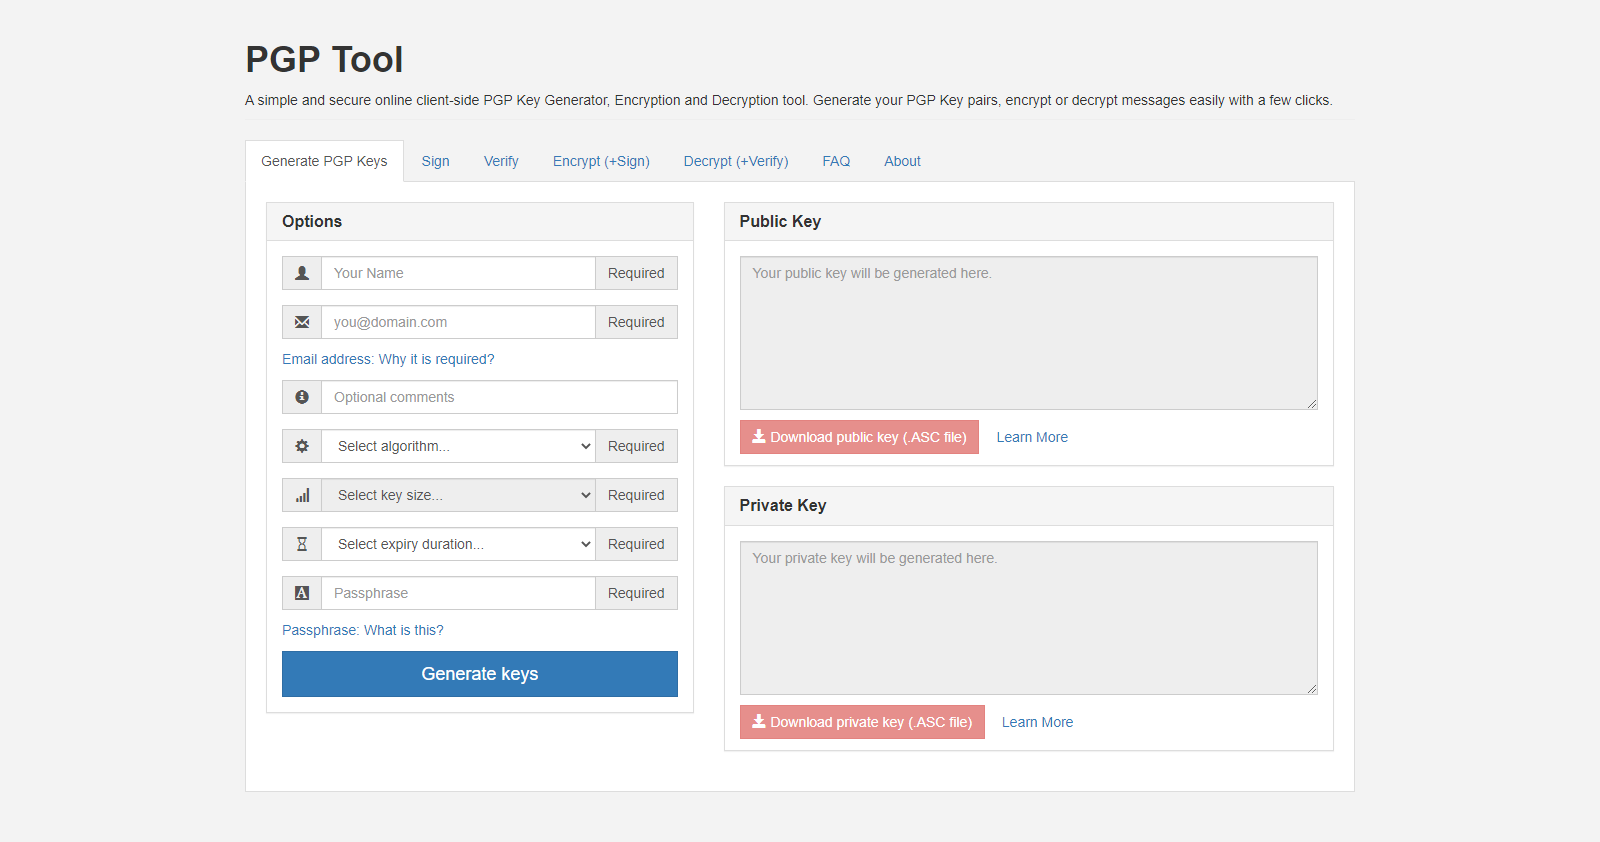 PGP Tool
A simple and secure online client-side PGP Key Generator, Encryption and Decryption tool. Generate your PGP Key pairs, encrypt or decrypt messages easily with a few clicks.
Generate PGP Keys Sign Verify Encrypt (+Sign) Decrypt (+Verify) FAQ About
Options
Your Name Required
you@domain.com Required
Email address: Why it is required?
Optional comments
Select algorithm... Required
Select key size... Required
Select expiry duration... Required
Passphrase Required
Passphrase: What is this?
Generate keys
Public Key
Your public key will be generated here.
Download public key (.ASC file) Learn More
Private Key
Your private key will be generated here.
Download private key (.ASC file) Learn More